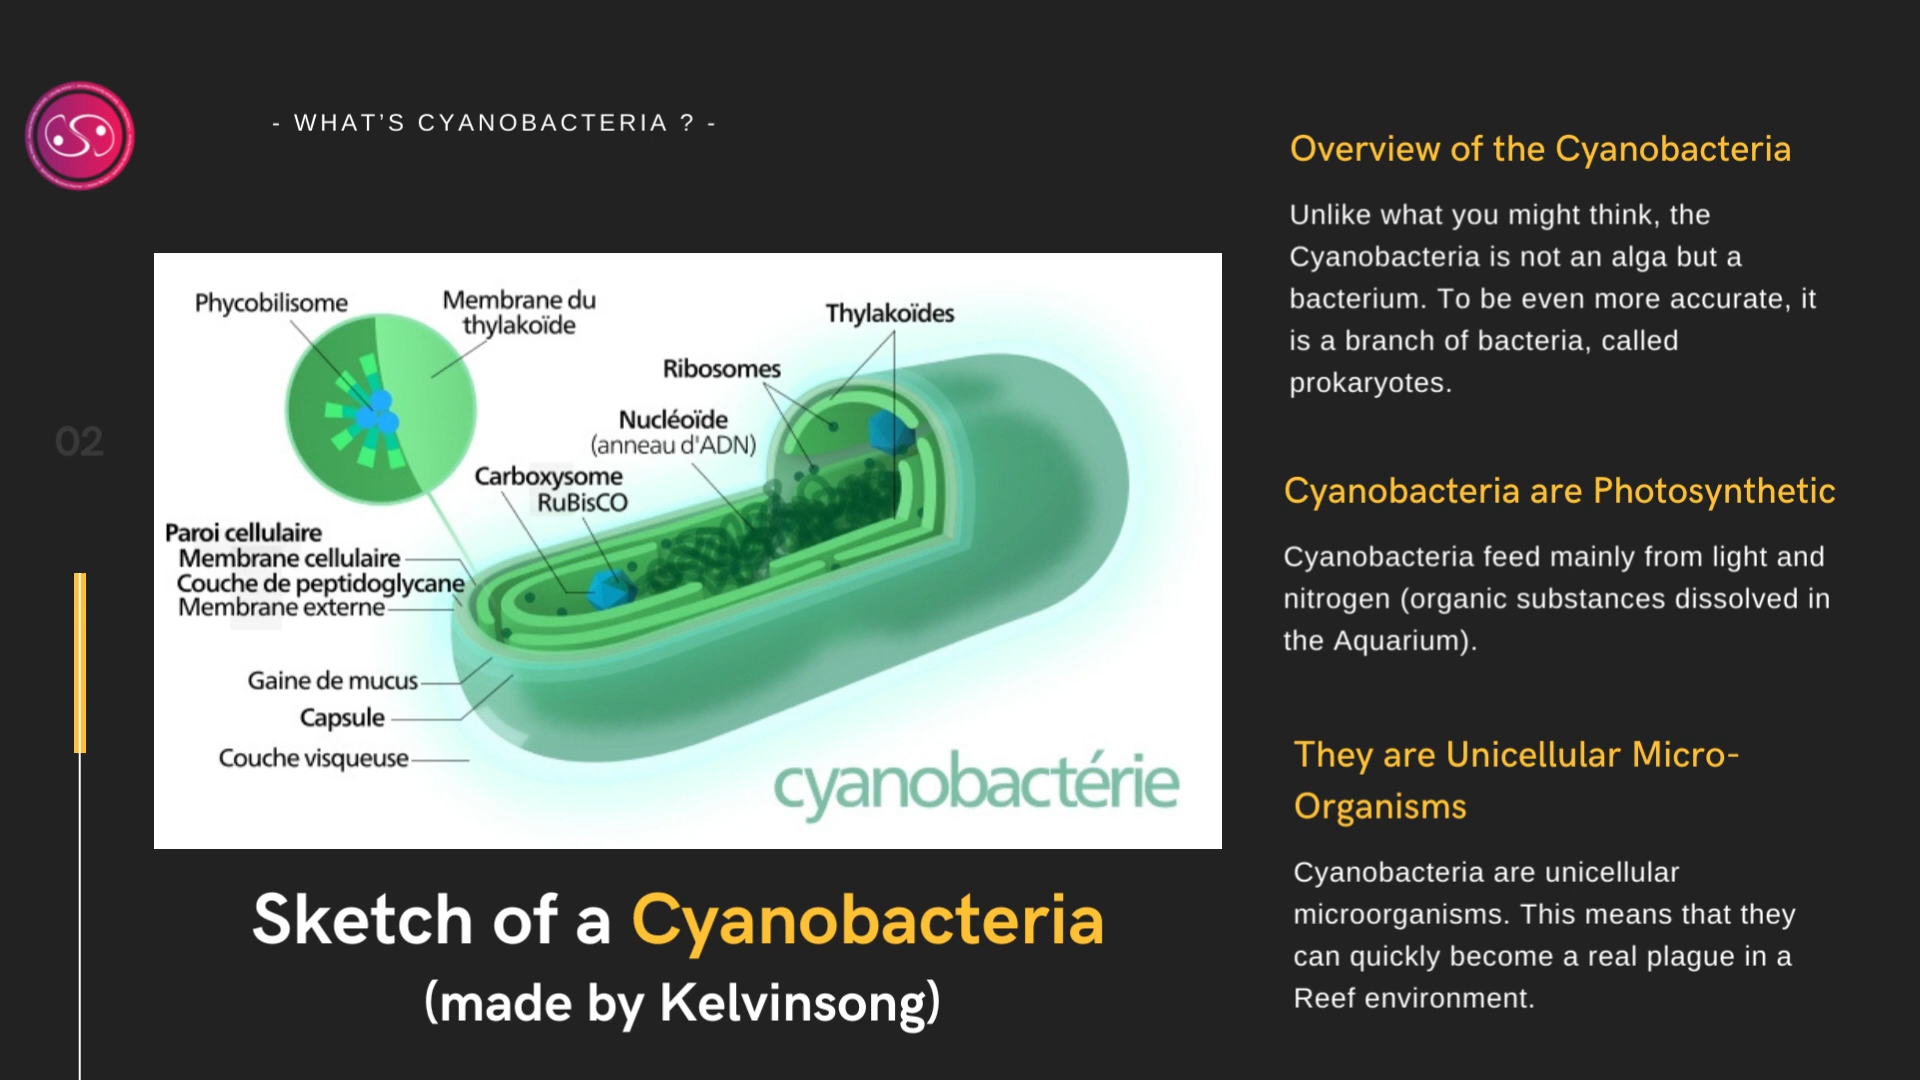 - WHAT’S CYANOBACTERIA ? -
02
Phycobilisome
Membrane du
thylakoïde
Thylakoïdes
Ribosomes
Nucléoïde
(anneau d'ADN)
Carboxysome
RuBisCO
Paroi cellulaire
Membrane cellulaire
Couche de peptidoglycane
Membrane externe
Gaine de mucus
Capsule
Couche visqueuse
cyanobactérie
Sketch of a Cyanobacteria
(made by Kelvinsong)
Overview of the Cyanobacteria
Unlike what you might think, the
Cyanobacteria is not an alga but a
bacterium. To be even more accurate, it
is a branch of bacteria, called
prokaryotes.
Cyanobacteria are Photosynthetic
Cyanobacteria feed mainly from light and
nitrogen (organic substances dissolved in
the Aquarium).
They are Unicellular Micro-
Organisms
Cyanobacteria are unicellular
microorganisms. This means that they
can quickly become a real plague in a
Reef environment.